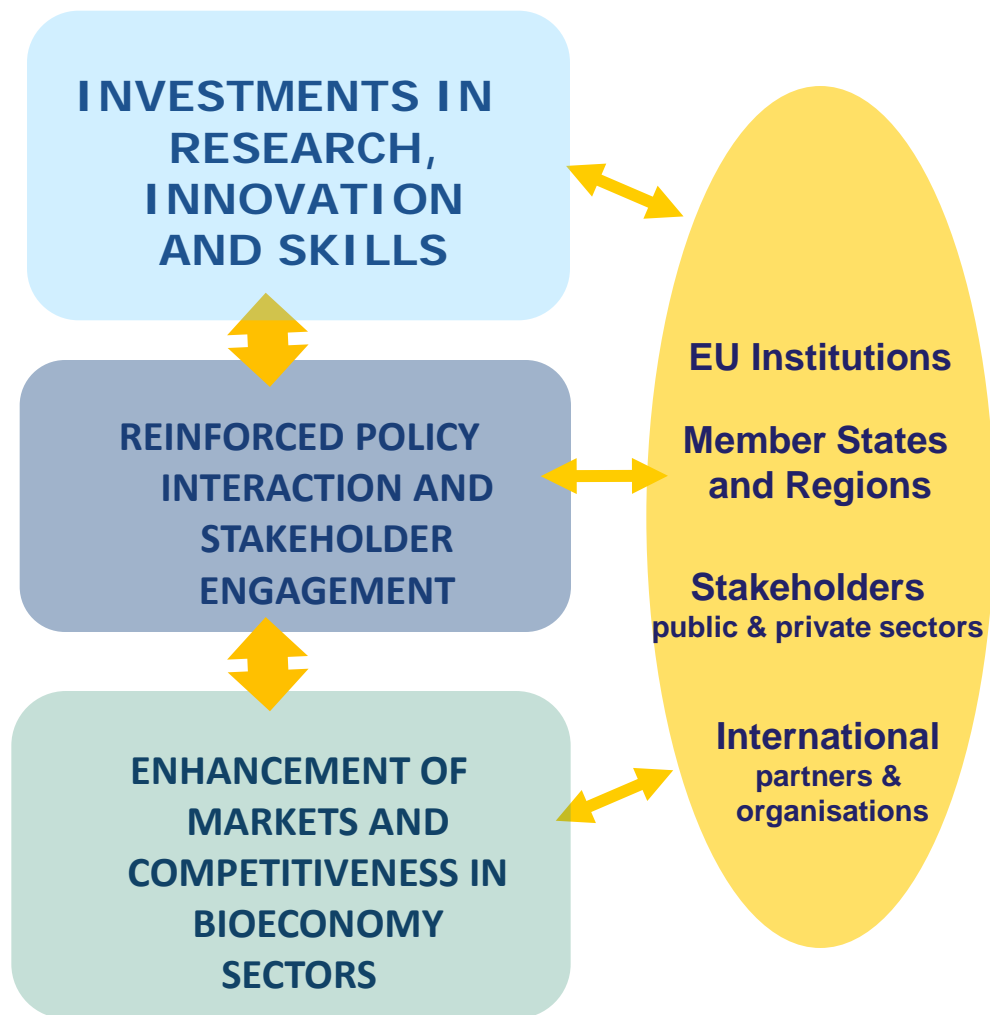 INVESTMENTS IN
RESEARCH,
INNOVATION
AND SKILLS
REINFORCED POLICY
INTERACTION AND
STAKEHOLDER
ENGAGEMENT
ENHANCEMENT OF
MARKETS AND
COMPETITIVENESS IN
BIOECONOMY
SECTORS
EU Institutions
Member States
and Regions
Stakeholders
public & private sectors
International
partners &
organisations